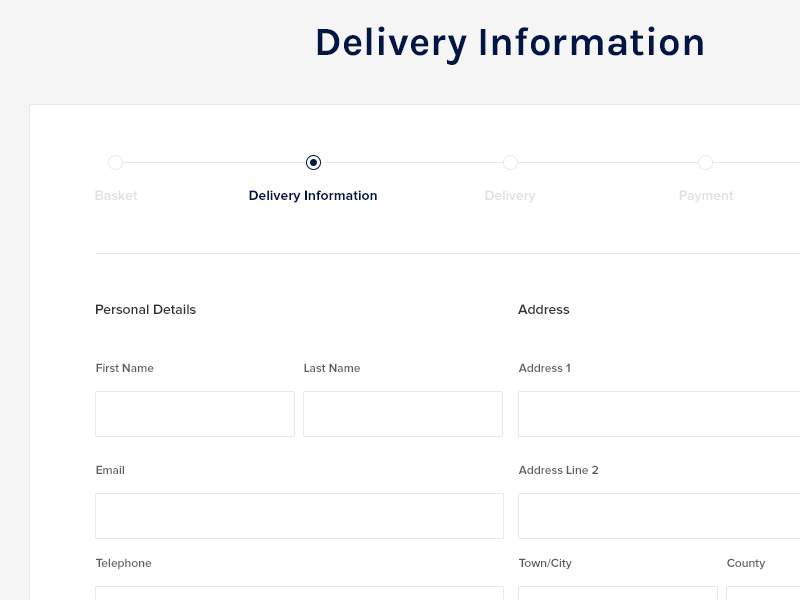 Delivery Information
Basket
Delivery Information
Delivery
Payment
Personal Details
Address
First Name
Last Name
Address 1
Email
Address Line 2
Telephone
Town/City
County